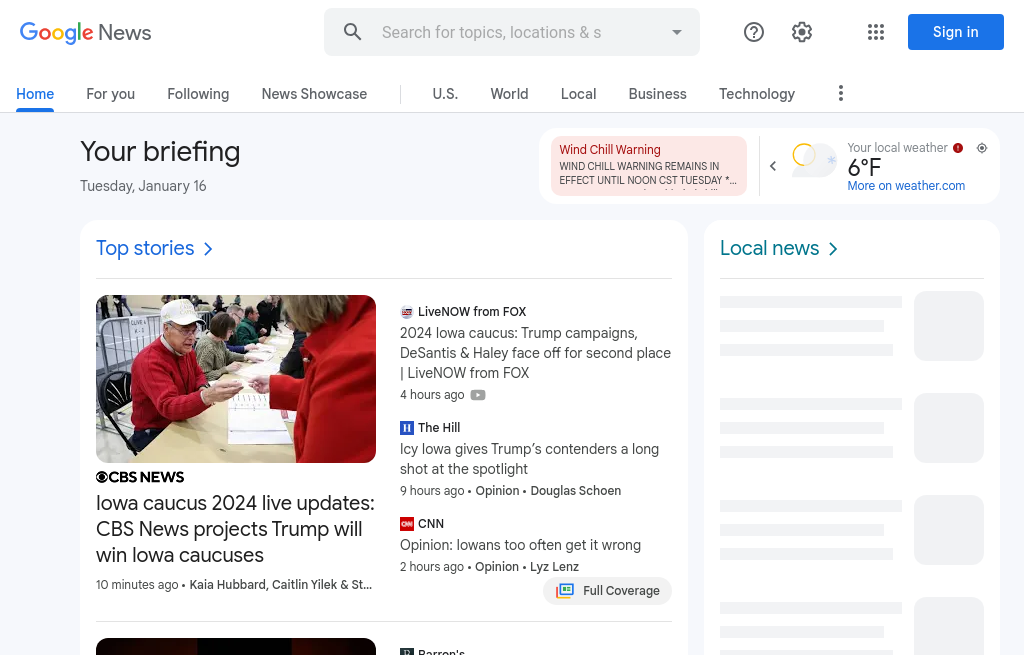 Google News
Search for topics, locations & s
Sign in
Home
For you
Following
News Showcase
U.S.
World
Local
Business
Technology
Your briefing
Tuesday, January 16
Wind Chill Warning
WIND CHILL WARNING REMAINS IN
EFFECT UNTIL NOON CST TUESDAY *...
Your local weather
6°F
More on weather.com
Top stories
CBS NEWS
Iowa caucus 2024 live updates:
CBS News projects Trump will
win Iowa caucuses
10 minutes ago • Kaia Hubbard, Caitlin Yilek & St...
LiveNOW from FOX
2024 Iowa caucus: Trump campaigns,
DeSantis & Haley face off for second place
| LiveNOW from FOX
4 hours ago
H The Hill
Icy Iowa gives Trump’s contenders a long
shot at the spotlight
9 hours ago • Opinion • Douglas Schoen
CNN CNN
Opinion: Iowans too often get it wrong
2 hours ago • Opinion • Lyz Lenz
Full Coverage
Barron's
Local news